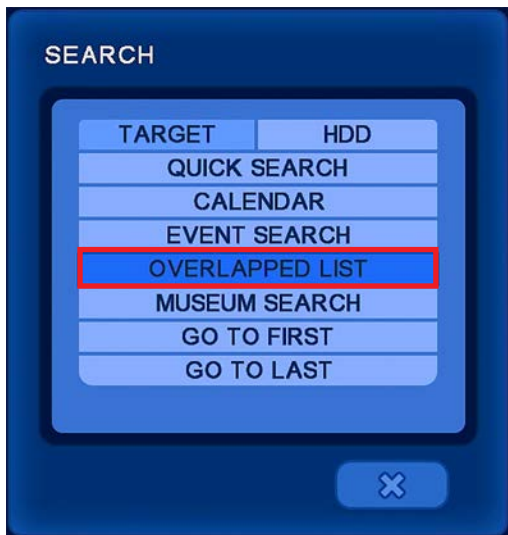 SEARCH
TARGET HDD
QUICK SEARCH
CALENDAR
EVENT SEARCH
OVERLAPPED LIST
MUSEUM SEARCH
GO TO FIRST
GO TO LAST